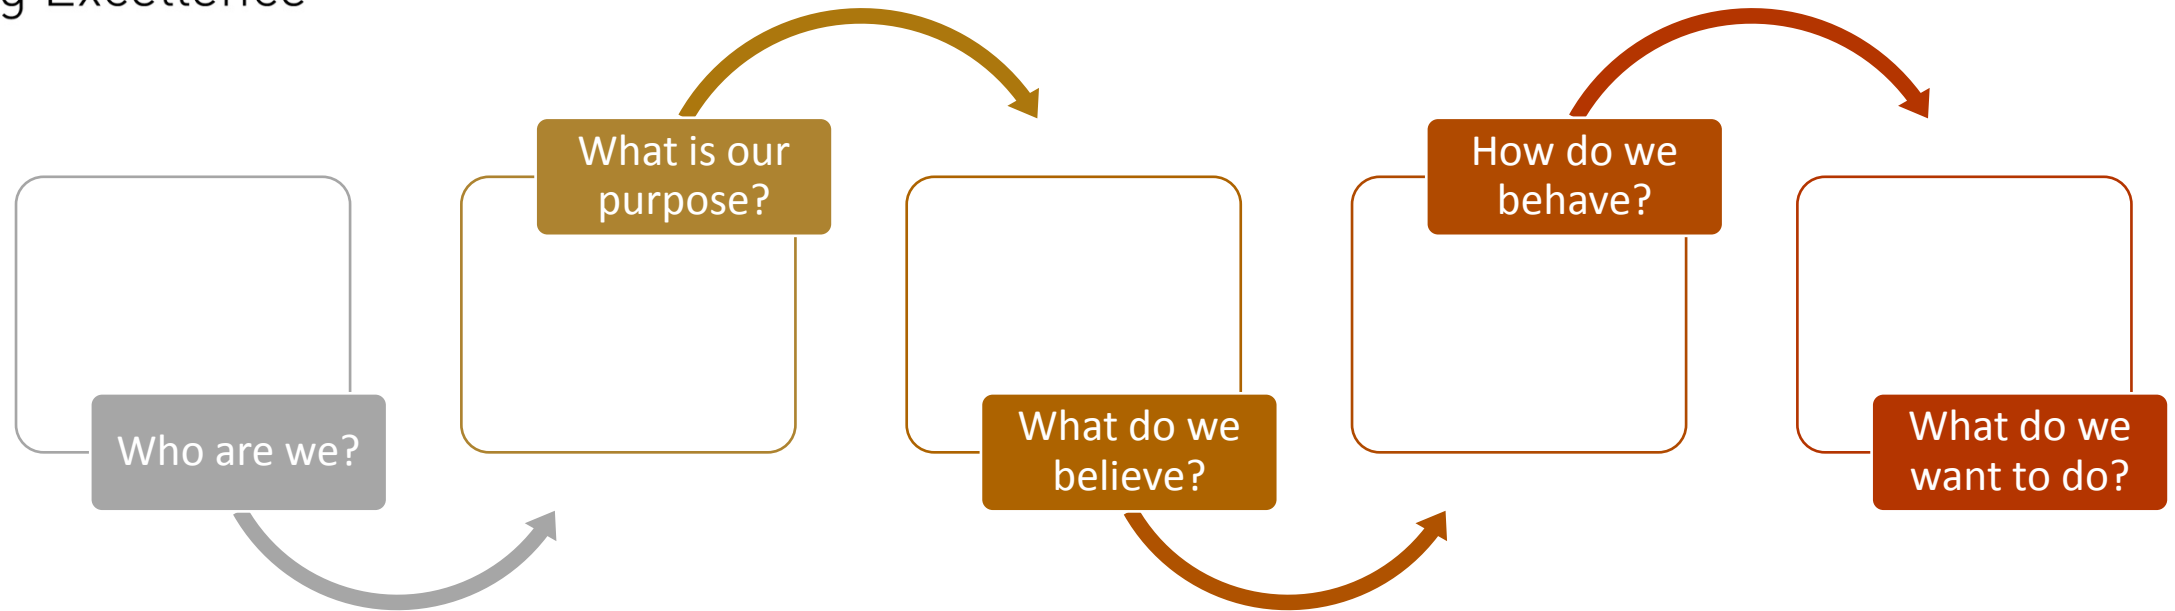 g Excellence
Who are we?
What is our
purpose?
What do we
believe?
How do we
behave?
What do we
want to do?